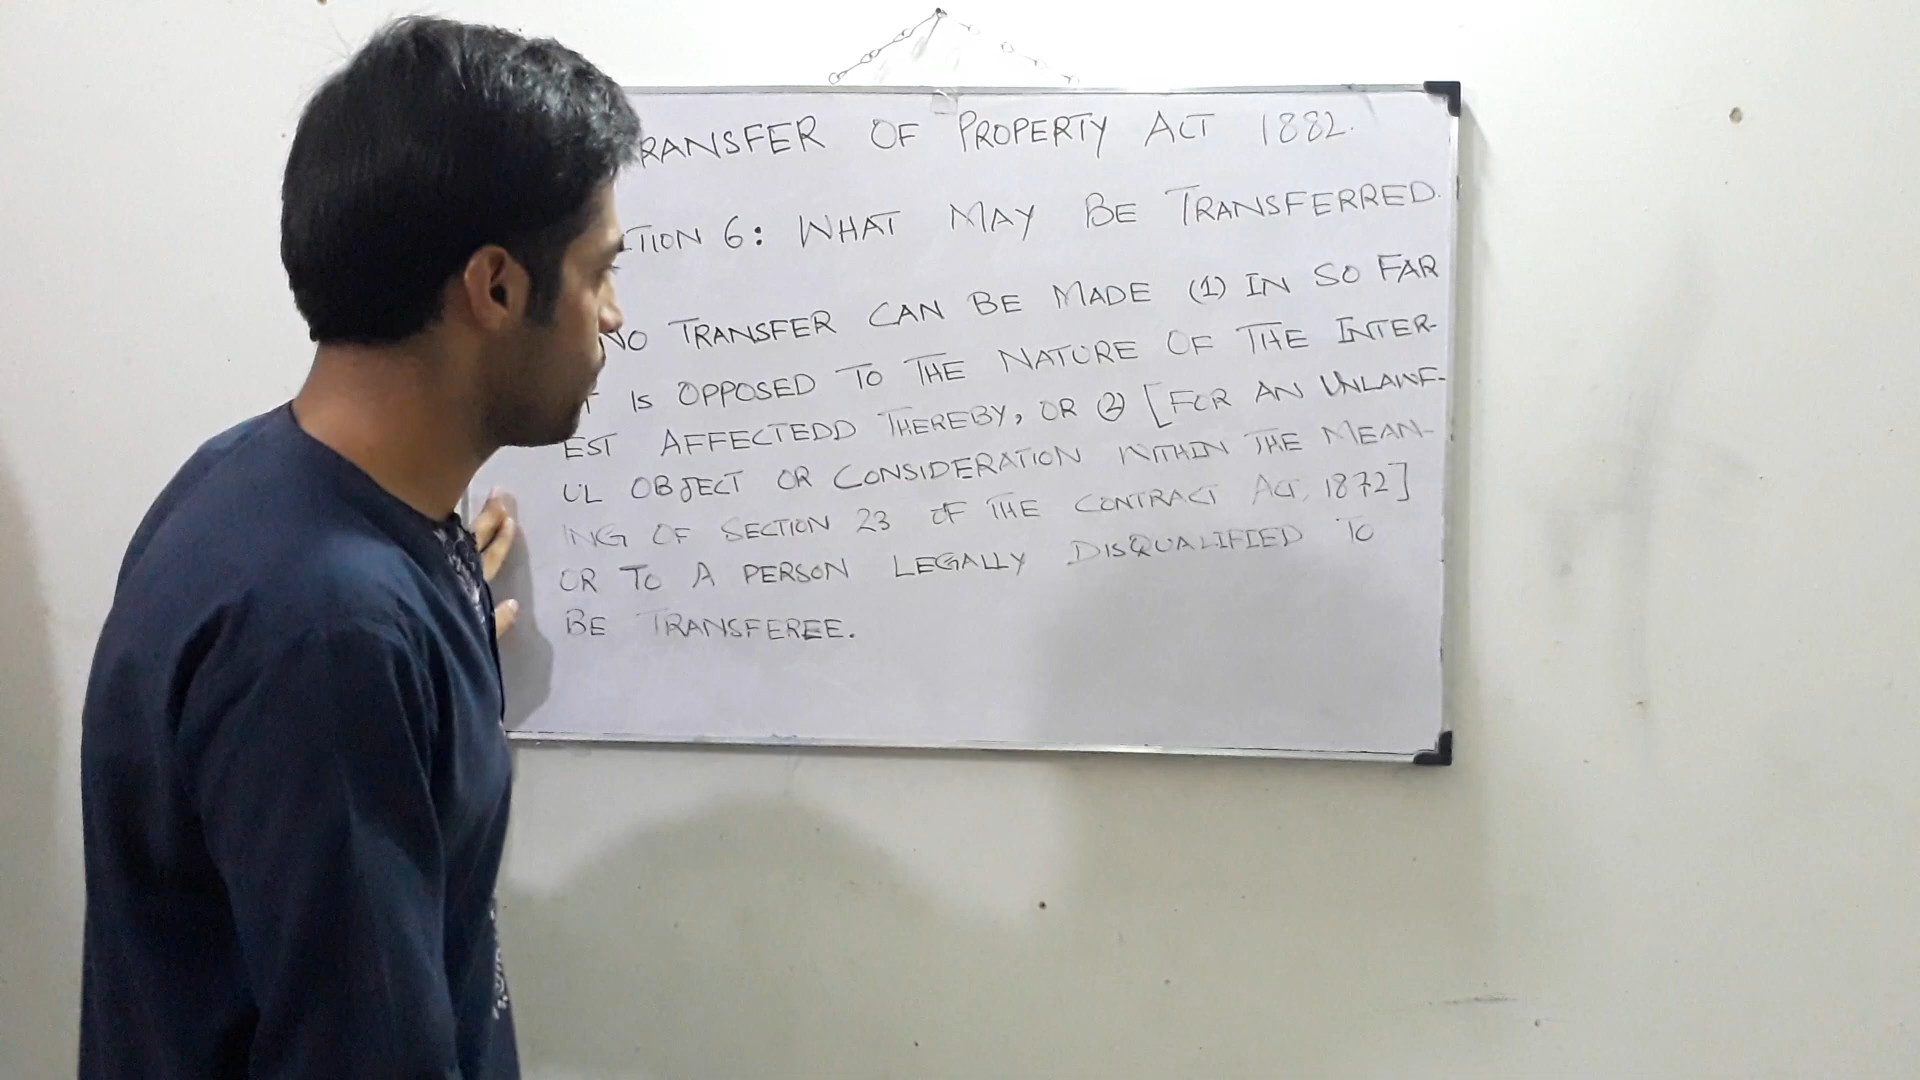 RANSFER OF PROPERTY ACT 1882.
TION 6: WHAT MAY BE TRANSFERRED.
NO TRANSFER CAN BE MADE (1) IN SO FAR
T IS OPPOSED TO THE NATURE OF THE INTER-
EST AFFECTEDD THEREBY, OR (2) [FOR AN UNLAWF-
UL OBJECT OR CONSIDERATION WITHIN THE MEAN-
ING OF SECTION 23 OF THE CONTRACT ACT, 1872]
OR TO A PERSON LEGALLY DISQUALIFIED TO
BE TRANSFEREE.